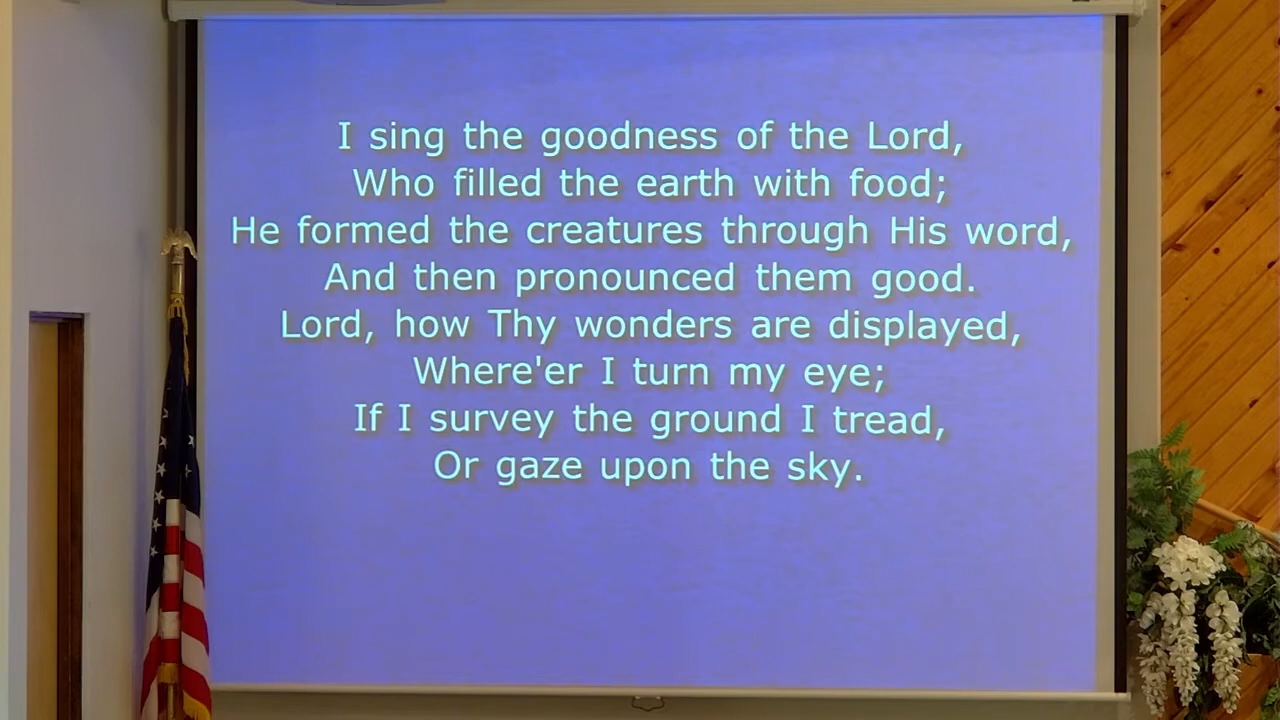 I sing the goodness of the Lord,
Who filled the earth with food;
He formed the creatures through His word,
And then pronounced them good.
Lord, how Thy wonders are displayed,
Where'er I turn my eye;
If I survey the ground I tread,
Or gaze upon the sky.